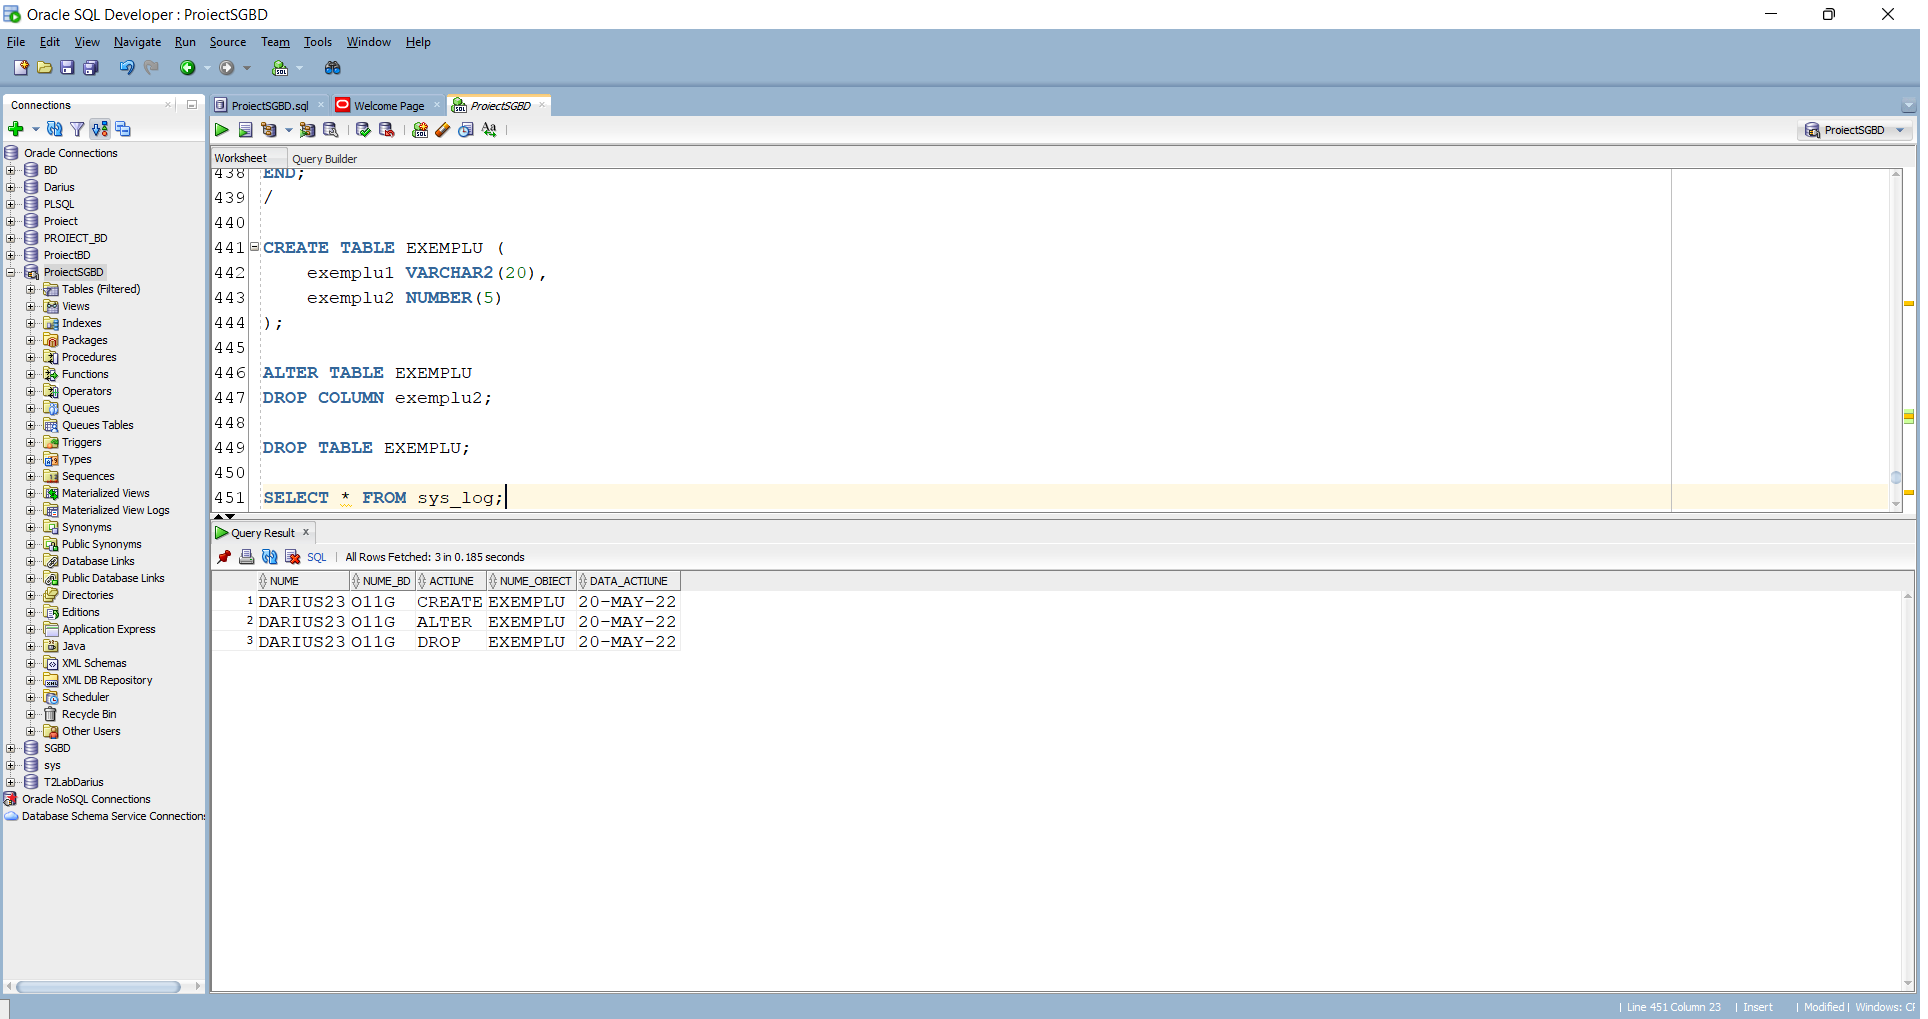 Oracle SQL Developer : ProiectSGBD
File Edit View Navigate Run Source Team Tools Window Help
Connections
ProiectSGBD.sql Welcome Page ProiectSGBD
ProiectSGBD
Worksheet Query Builder
Oracle Connections
BD
Darius
PLSQL
Proiect
PROIECT_BD
ProiectBD
ProiectSGBD
Tables (Filtered)
Views
Indexes
Packages
Procedures
Functions
Operators
Queues
Queues Tables
Triggers
Types
Sequences
Materialized Views
Materialized View Logs
Synonyms
Public Synonyms
Database Links
Public Database Links
Directories
Editions
Application Express
Java
XML Schemas
XML DB Repository
Scheduler
Recycle Bin
Other Users
SGBD
sys
T2LabDarius
Oracle NoSQL Connections
Database Schema Service Connections
438 END;
439 /
440
441 CREATE TABLE EXEMPLU (
442 exemplu1 VARCHAR2(20),
443 exemplu2 NUMBER(5)
444 );
445
446 ALTER TABLE EXEMPLU
447 DROP COLUMN exemplu2;
448
449 DROP TABLE EXEMPLU;
450
451 SELECT * FROM sys_log;
Query Result
SQL All Rows Fetched: 3 in 0.185 seconds
NUME NUME_BD ACTIUNE NUME_OBIECT DATA_ACTIUNE
1 DARIUS23 O11G CREATE EXEMPLU 20-MAY-22
2 DARIUS23 O11G ALTER EXEMPLU 20-MAY-22
3 DARIUS23 O11G DROP EXEMPLU 20-MAY-22
Line 451 Column 23 Insert Modified Windows: